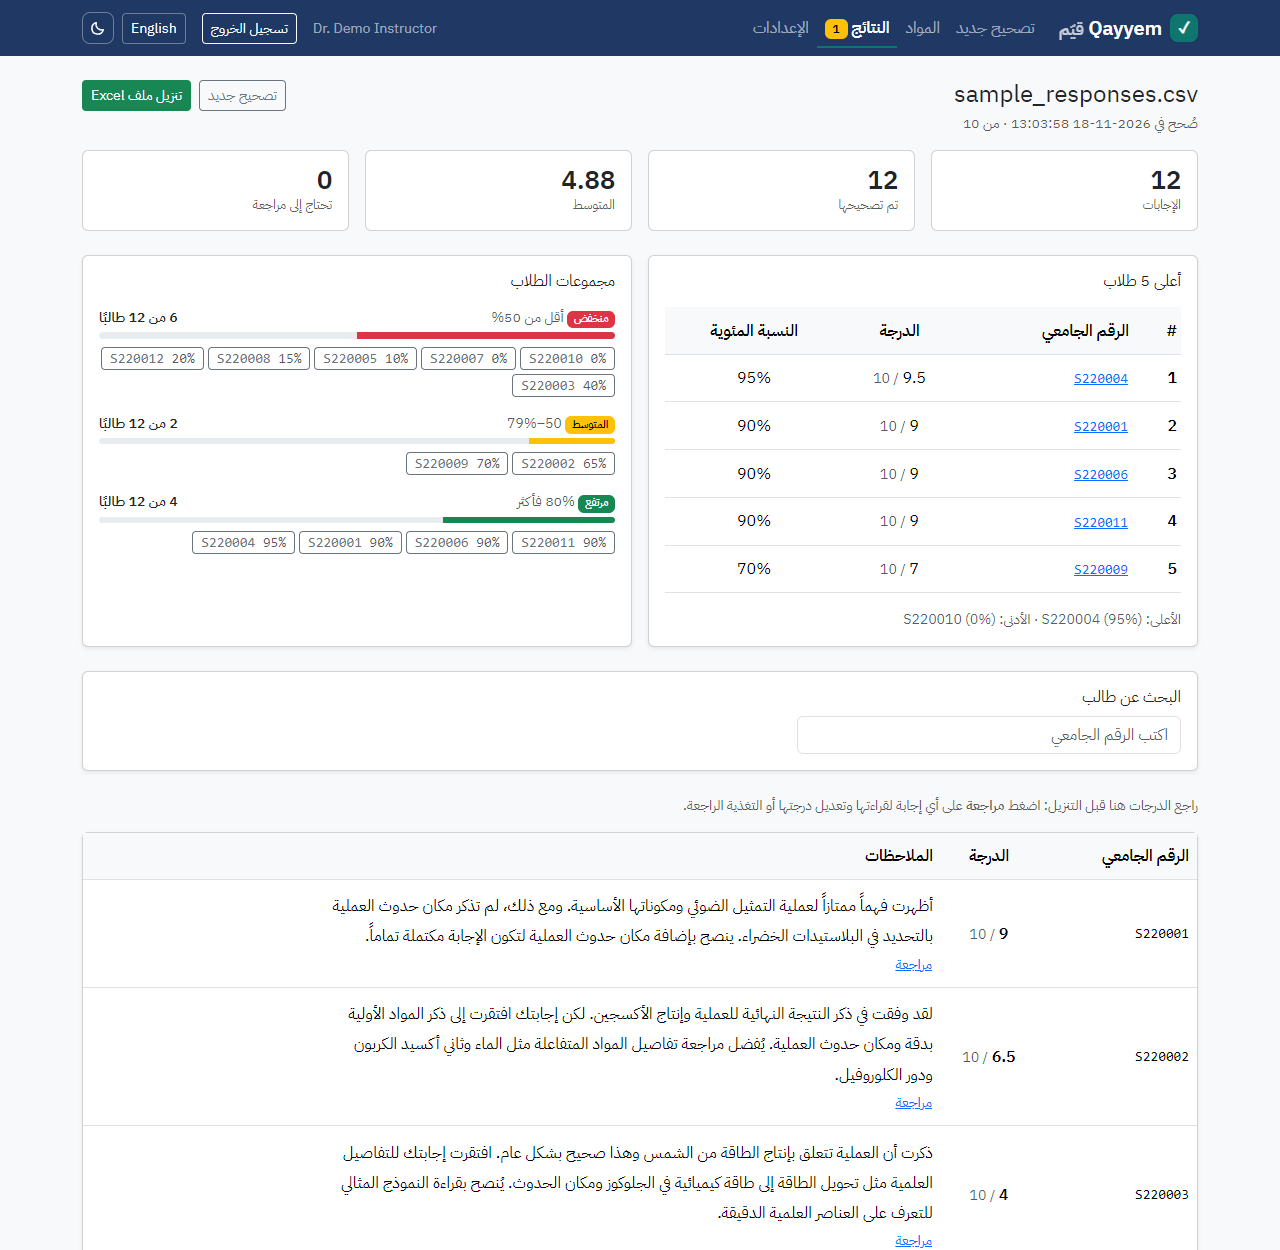 Qayyem قيّم
تصحيح جديد
المواد
النتائج 1
الإعدادات
Dr. Demo Instructor
تسجيل الخروج
English
sample_responses.csv
صُحح في 2026-11-18 13:03:58 · من 10
تصحيح جديد
تنزيل ملف Excel
12
الإجابات
12
تم تصحيحها
4.88
المتوسط
0
تحتاج إلى مراجعة
أعلى 5 طلاب
# الرقم الجامعي الدرجة النسبة المئوية
1 S220004 9.5 / 10 95%
2 S220001 9 / 10 90%
3 S220006 9 / 10 90%
4 S220011 9 / 10 90%
5 S220009 7 / 10 70%
الأعلى: S220004 (95%) · الأدنى: S220010 (0%)
مجموعات الطلاب
منخفض أقل من 50% 6 من 12 طالبًا
S220010 0% S220007 0% S220005 10% S220008 15% S220012 20%
S220003 40%
المتوسط 50–79% 2 من 12 طالبًا
S220002 65% S220009 70%
مرتفع 80% فأكثر 4 من 12 طالبًا
S220011 90% S220006 90% S220001 90% S220004 95%
البحث عن طالب
اكتب الرقم الجامعي
راجع الدرجات هنا قبل التنزيل: اضغط مراجعة على أي إجابة لقراءتها وتعديل درجتها أو التغذية الراجعة.
الرقم الجامعي الدرجة الملاحظات
S220001 9 / 10 أظهرت فهماً ممتازاً لعملية التمثيل الضوئي ومكوناتها الأساسية. ومع ذلك، لم تذكر مكان حدوث العملية
بالتحديد في البلاستيدات الخضراء. ينصح بإضافة مكان حدوث العملية لتكون الإجابة مكتملة تماماً.
مراجعة
S220002 6.5 / 10 لقد وفقت في ذكر النتيجة النهائية للعملية وإنتاج الأكسجين. لكن إجابتك افتقرت إلى ذكر المواد الأولية
بدقة ومكان حدوث العملية. يُفضل مراجعة تفاصيل المواد المتفاعلة مثل الماء وثاني أكسيد الكربون
ودور الكلوروفيل.
مراجعة
S220003 4 / 10 ذكرت أن العملية تتعلق بإنتاج الطاقة من الشمس وهذا صحيح بشكل عام. افتقرت إجابتك للتفاصيل
العلمية مثل تحويل الطاقة إلى طاقة كيميائية في الجلوكوز ومكان الحدوث. يُنصح بقراءة النموذج المثالي
للتعرف على العناصر العلمية الدقيقة.
مراجعة